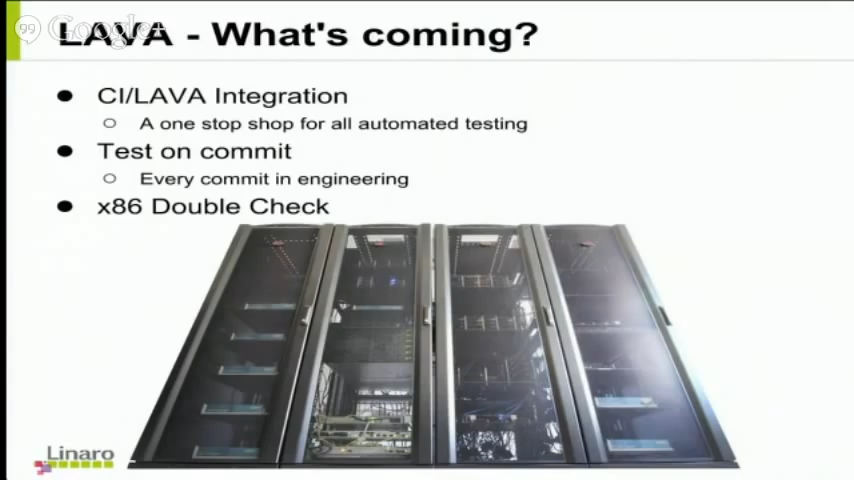 Google+
LAVA - What's coming?
● CI/LAVA Integration
○ A one stop shop for all automated testing
● Test on commit
○ Every commit in engineering
● x86 Double Check
Linaro